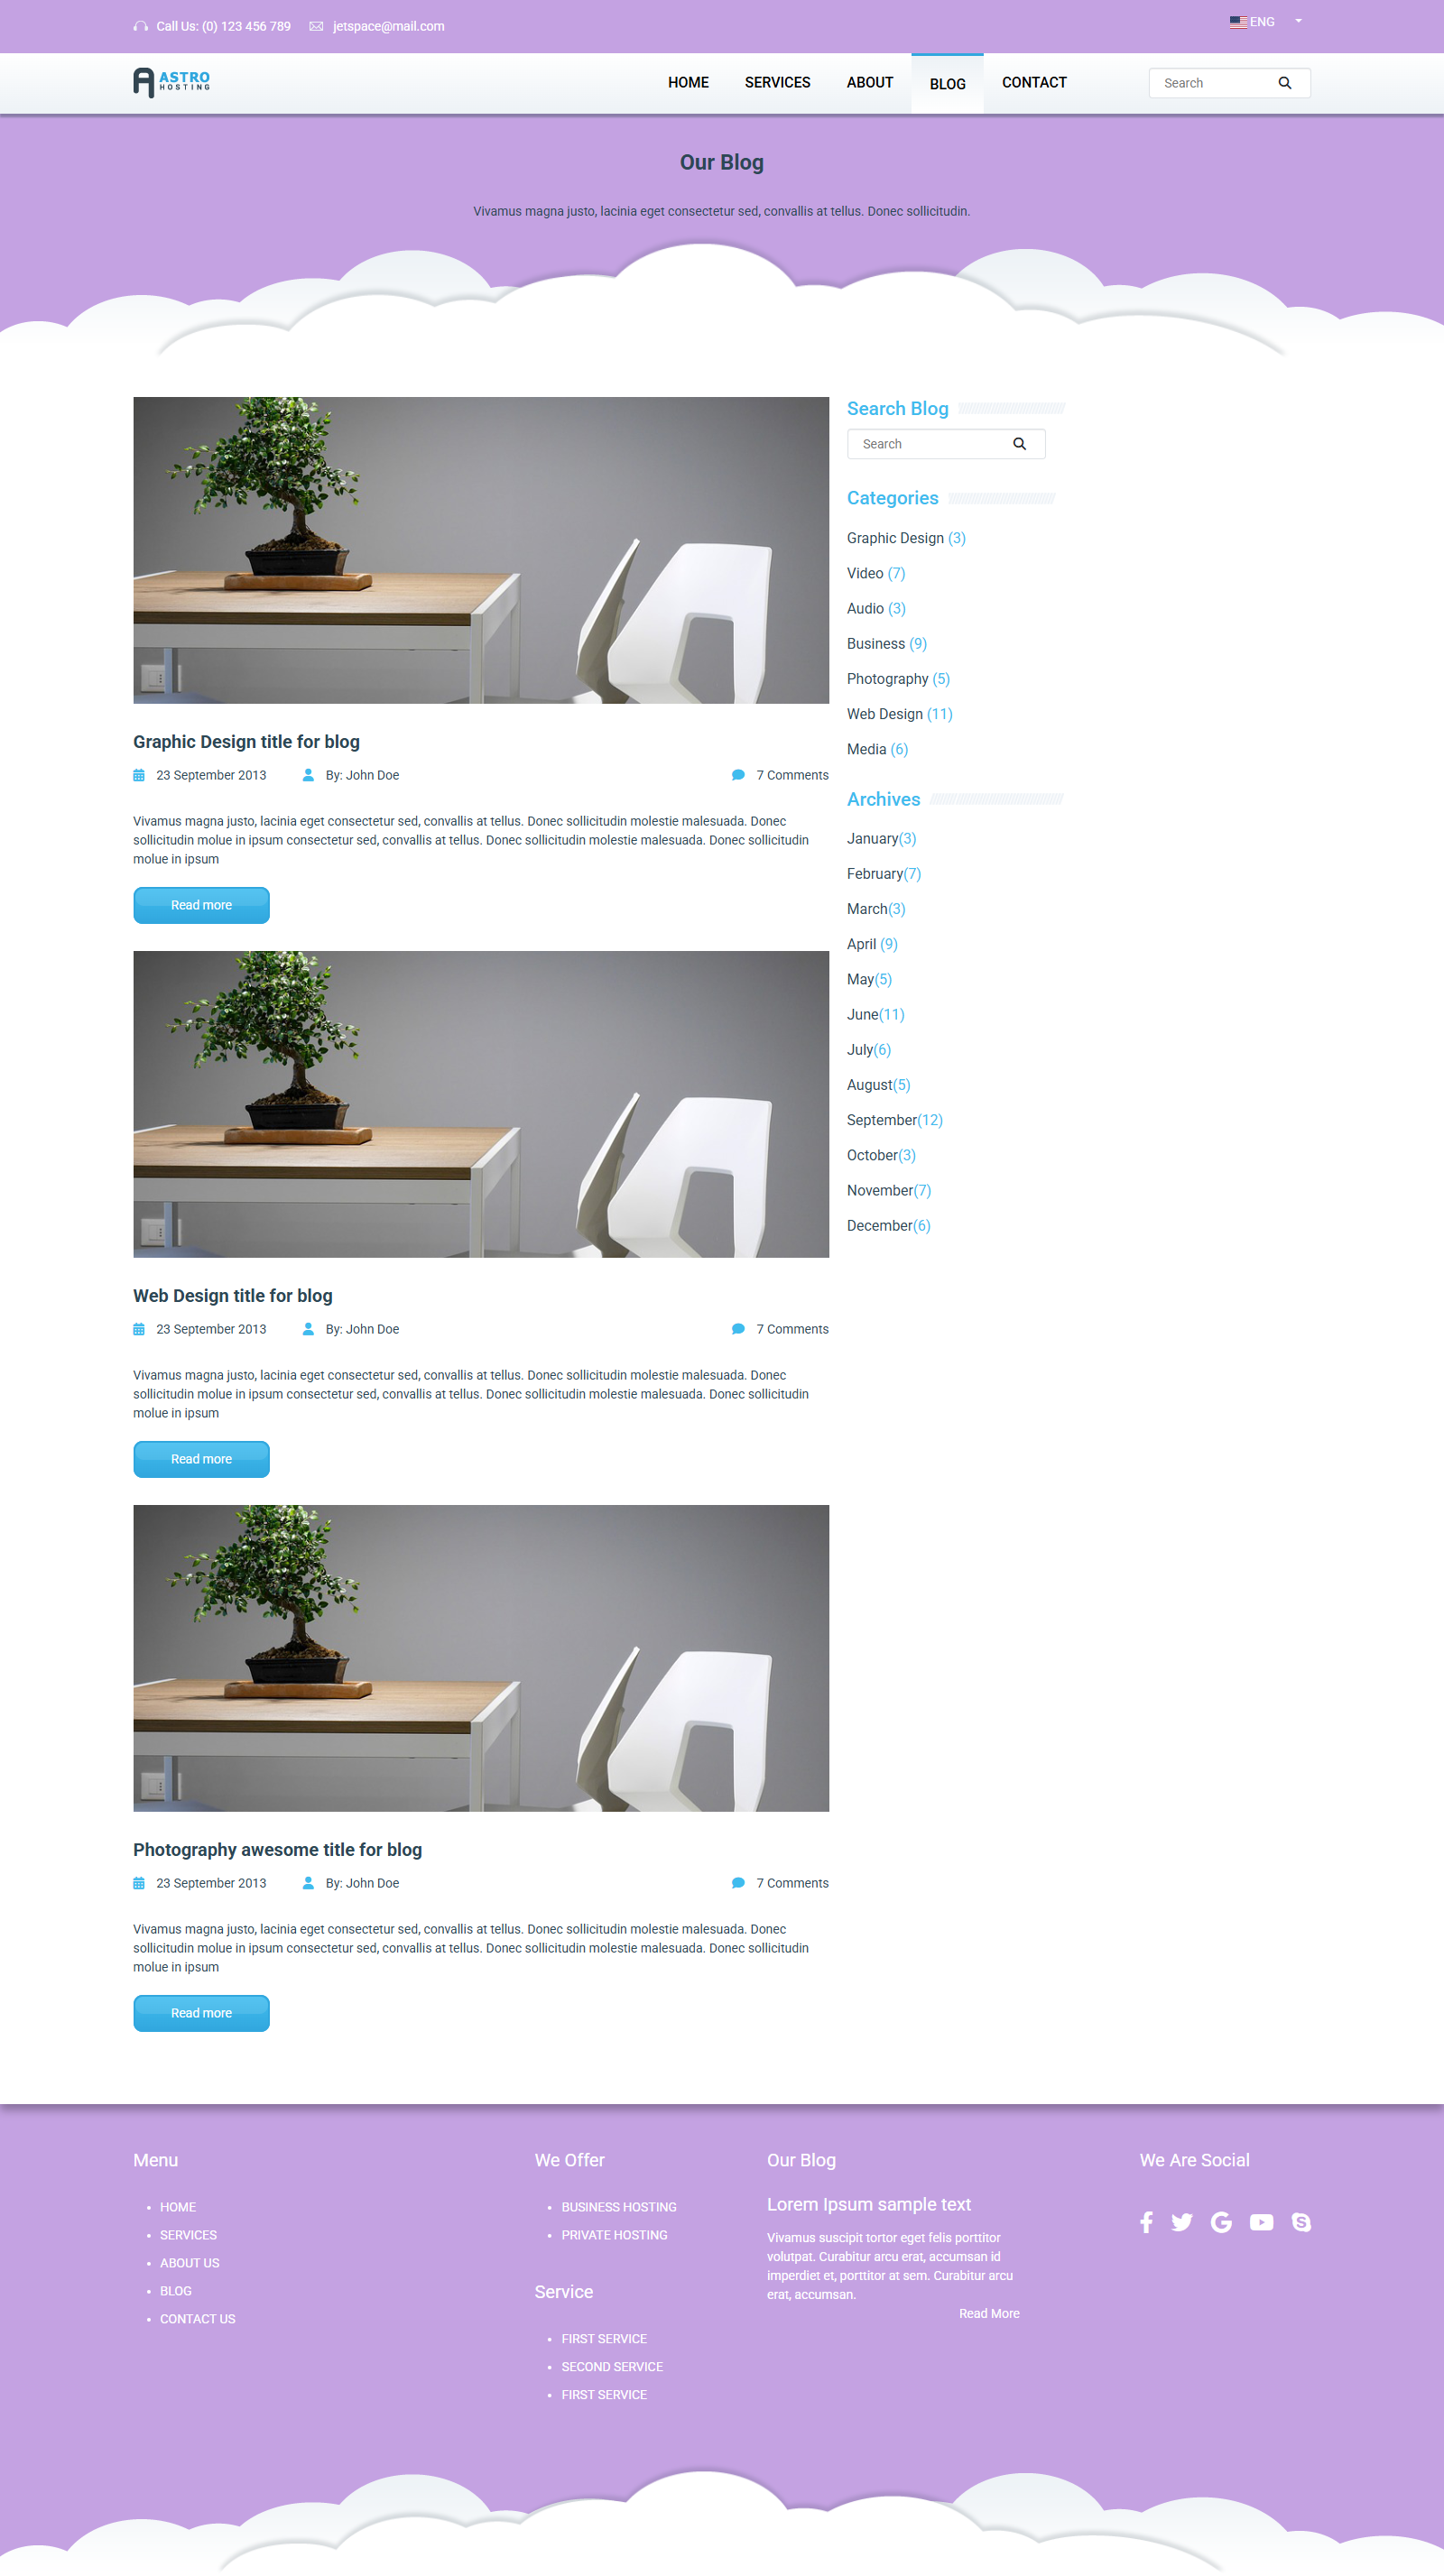 Call Us: (0) 123 456 789
jetspace@mail.com
ENG
ASTRO
HOSTING
HOME
SERVICES
ABOUT
BLOG
CONTACT
Search
Our Blog
Vivamus magna justo, lacinia eget consectetur sed, convallis at tellus. Donec sollicitudin.
Graphic Design title for blog
23 September 2013
By: John Doe
7 Comments
Vivamus magna justo, lacinia eget consectetur sed, convallis at tellus. Donec sollicitudin molestie malesuada. Donec
sollicitudin molue in ipsum consectetur sed, convallis at tellus. Donec sollicitudin molestie malesuada. Donec sollicitudin
molue in ipsum
Read more
Web Design title for blog
23 September 2013
By: John Doe
7 Comments
Vivamus magna justo, lacinia eget consectetur sed, convallis at tellus. Donec sollicitudin molestie malesuada. Donec
sollicitudin molue in ipsum consectetur sed, convallis at tellus. Donec sollicitudin molestie malesuada. Donec sollicitudin
molue in ipsum
Read more
Photography awesome title for blog
23 September 2013
By: John Doe
7 Comments
Vivamus magna justo, lacinia eget consectetur sed, convallis at tellus. Donec sollicitudin molestie malesuada. Donec
sollicitudin molue in ipsum consectetur sed, convallis at tellus. Donec sollicitudin molestie malesuada. Donec sollicitudin
molue in ipsum
Read more
Search Blog
Search
Categories
Graphic Design (3)
Video (7)
Audio (3)
Business (9)
Photography (5)
Web Design (11)
Media (6)
Archives
January(3)
February(7)
March(3)
April (9)
May(5)
June(11)
July(6)
August(5)
September(12)
October(3)
November(7)
December(6)
Menu
• HOME
• SERVICES
• ABOUT US
• BLOG
• CONTACT US
We Offer
• BUSINESS HOSTING
• PRIVATE HOSTING
Service
• FIRST SERVICE
• SECOND SERVICE
• FIRST SERVICE
Our Blog
Lorem Ipsum sample text
Vivamus suscipit tortor eget felis porttitor
volutpat. Curabitur arcu erat, accumsan id
imperdiet et, porttitor at sem. Curabitur arcu
erat, accumsan.
Read More
We Are Social